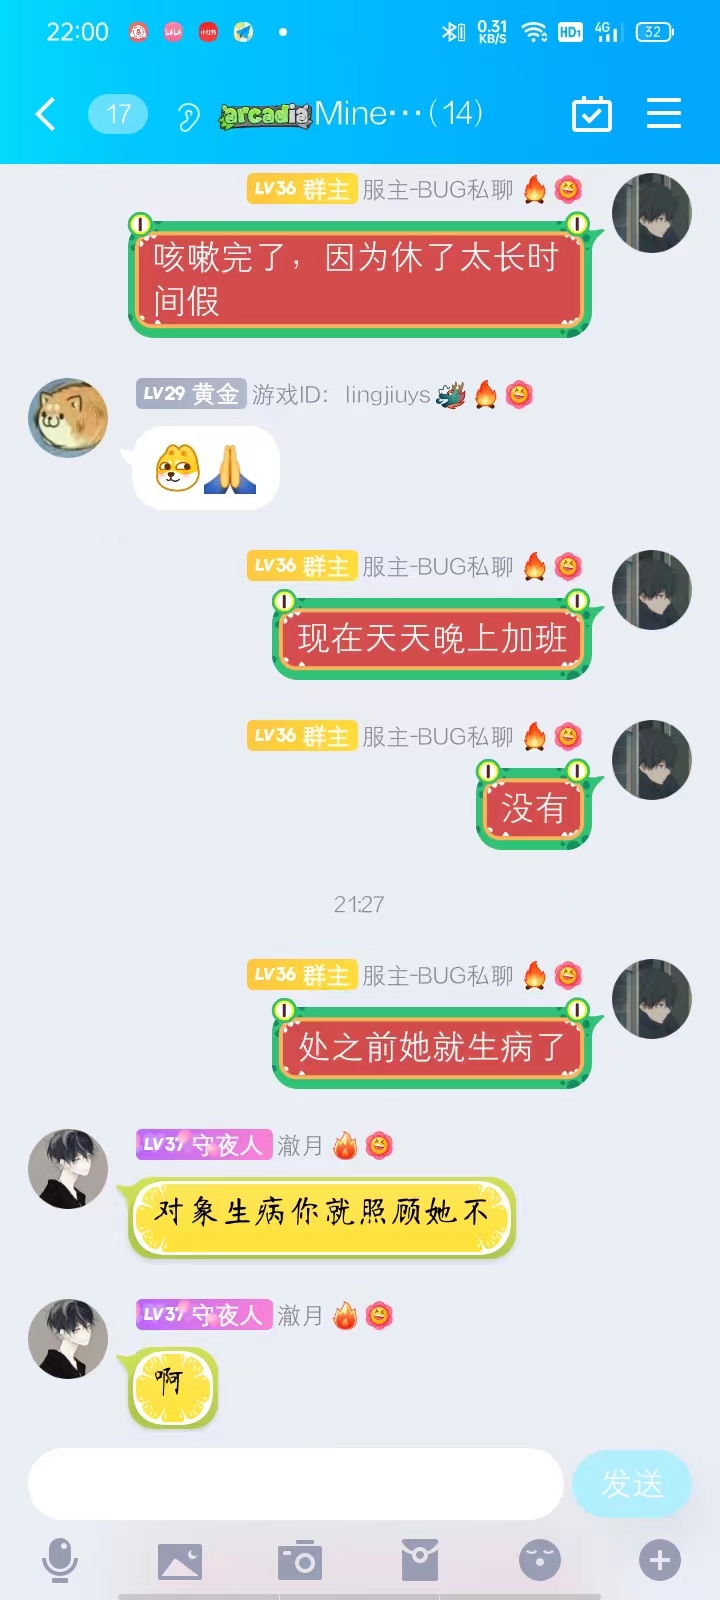 22:00
LALA
小红书
0.31
KB/S
HD1
4G
32
17
arcadia Mine···(14)
LV36 群主 服主-BUG私聊
咳嗽完了，因为休了太长时
间假
LV29 黄金 游戏ID：lingjiuys
LV36 群主 服主-BUG私聊
现在天天晚上加班
LV36 群主 服主-BUG私聊
没有
21:27
LV36 群主 服主-BUG私聊
处之前她就生病了
LV37 守夜人 澈月
对象生病你就照顾她不
LV37 守夜人 澈月
啊
发送